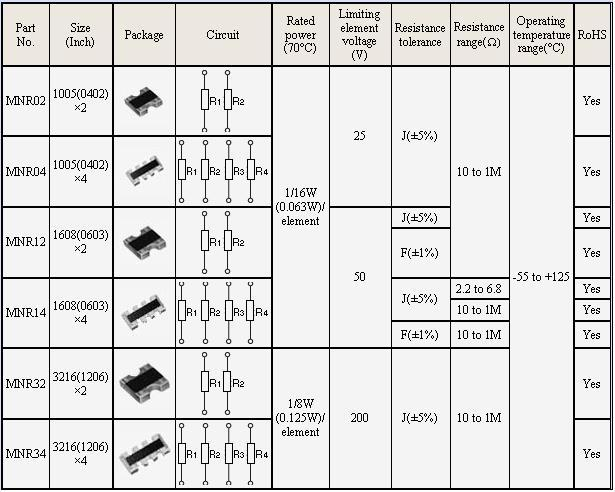 Part No.
Size (Inch)
Package
Circuit
Rated power (70°C)
Limiting element voltage (V)
Resistance tolerance
Resistance range(Ω)
Operating temperature range(°C)
RoHS
MNR02
1005(0402)
×2
R1 R2
1/16W
(0.063W)/
element
25
J(±5%)
10 to 1M
-55 to +125
Yes
MNR04
1005(0402)
×4
R1 R2 R3 R4
Yes
MNR12
1608(0603)
×2
R1 R2
50
J(±5%)
Yes
F(±1%)
Yes
MNR14
1608(0603)
×4
R1 R2 R3 R4
J(±5%)
2.2 to 6.8
Yes
10 to 1M
Yes
F(±1%)
10 to 1M
Yes
MNR32
3216(1206)
×2
R1 R2
1/8W
(0.125W)/
element
200
J(±5%)
10 to 1M
Yes
MNR34
3216(1206)
×4
R1 R2 R3 R4
Yes